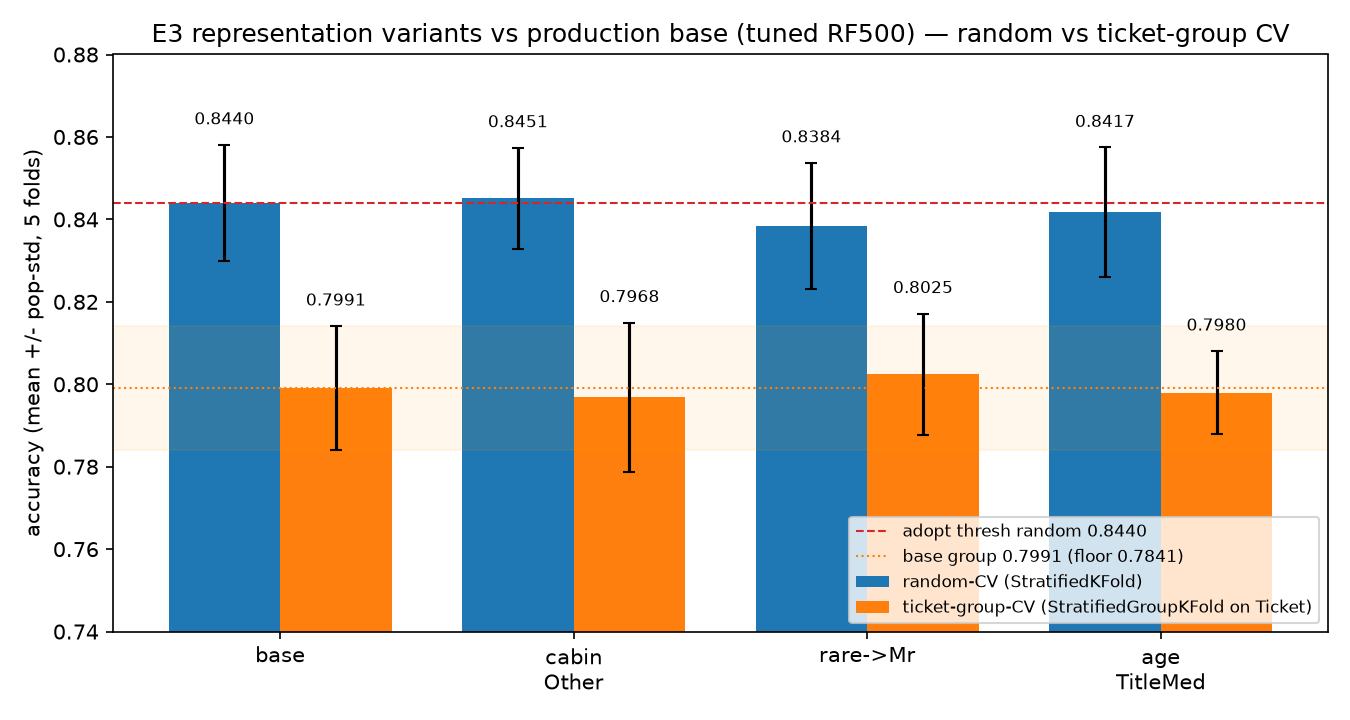 E3 representation variants vs production base (tuned RF500) — random vs ticket-group CV
accuracy (mean +/- pop-std, 5 folds)
0.88
0.86
0.84
0.82
0.80
0.78
0.76
0.74
0.8440
0.7991
0.8451
0.7968
0.8384
0.8025
0.8417
0.7980
adopt thresh random 0.8440
base group 0.7991 (floor 0.7841)
random-CV (StratifiedKFold)
ticket-group-CV (StratifiedGroupKFold on Ticket)
base
cabin
Other
rare->Mr
age
TitleMed